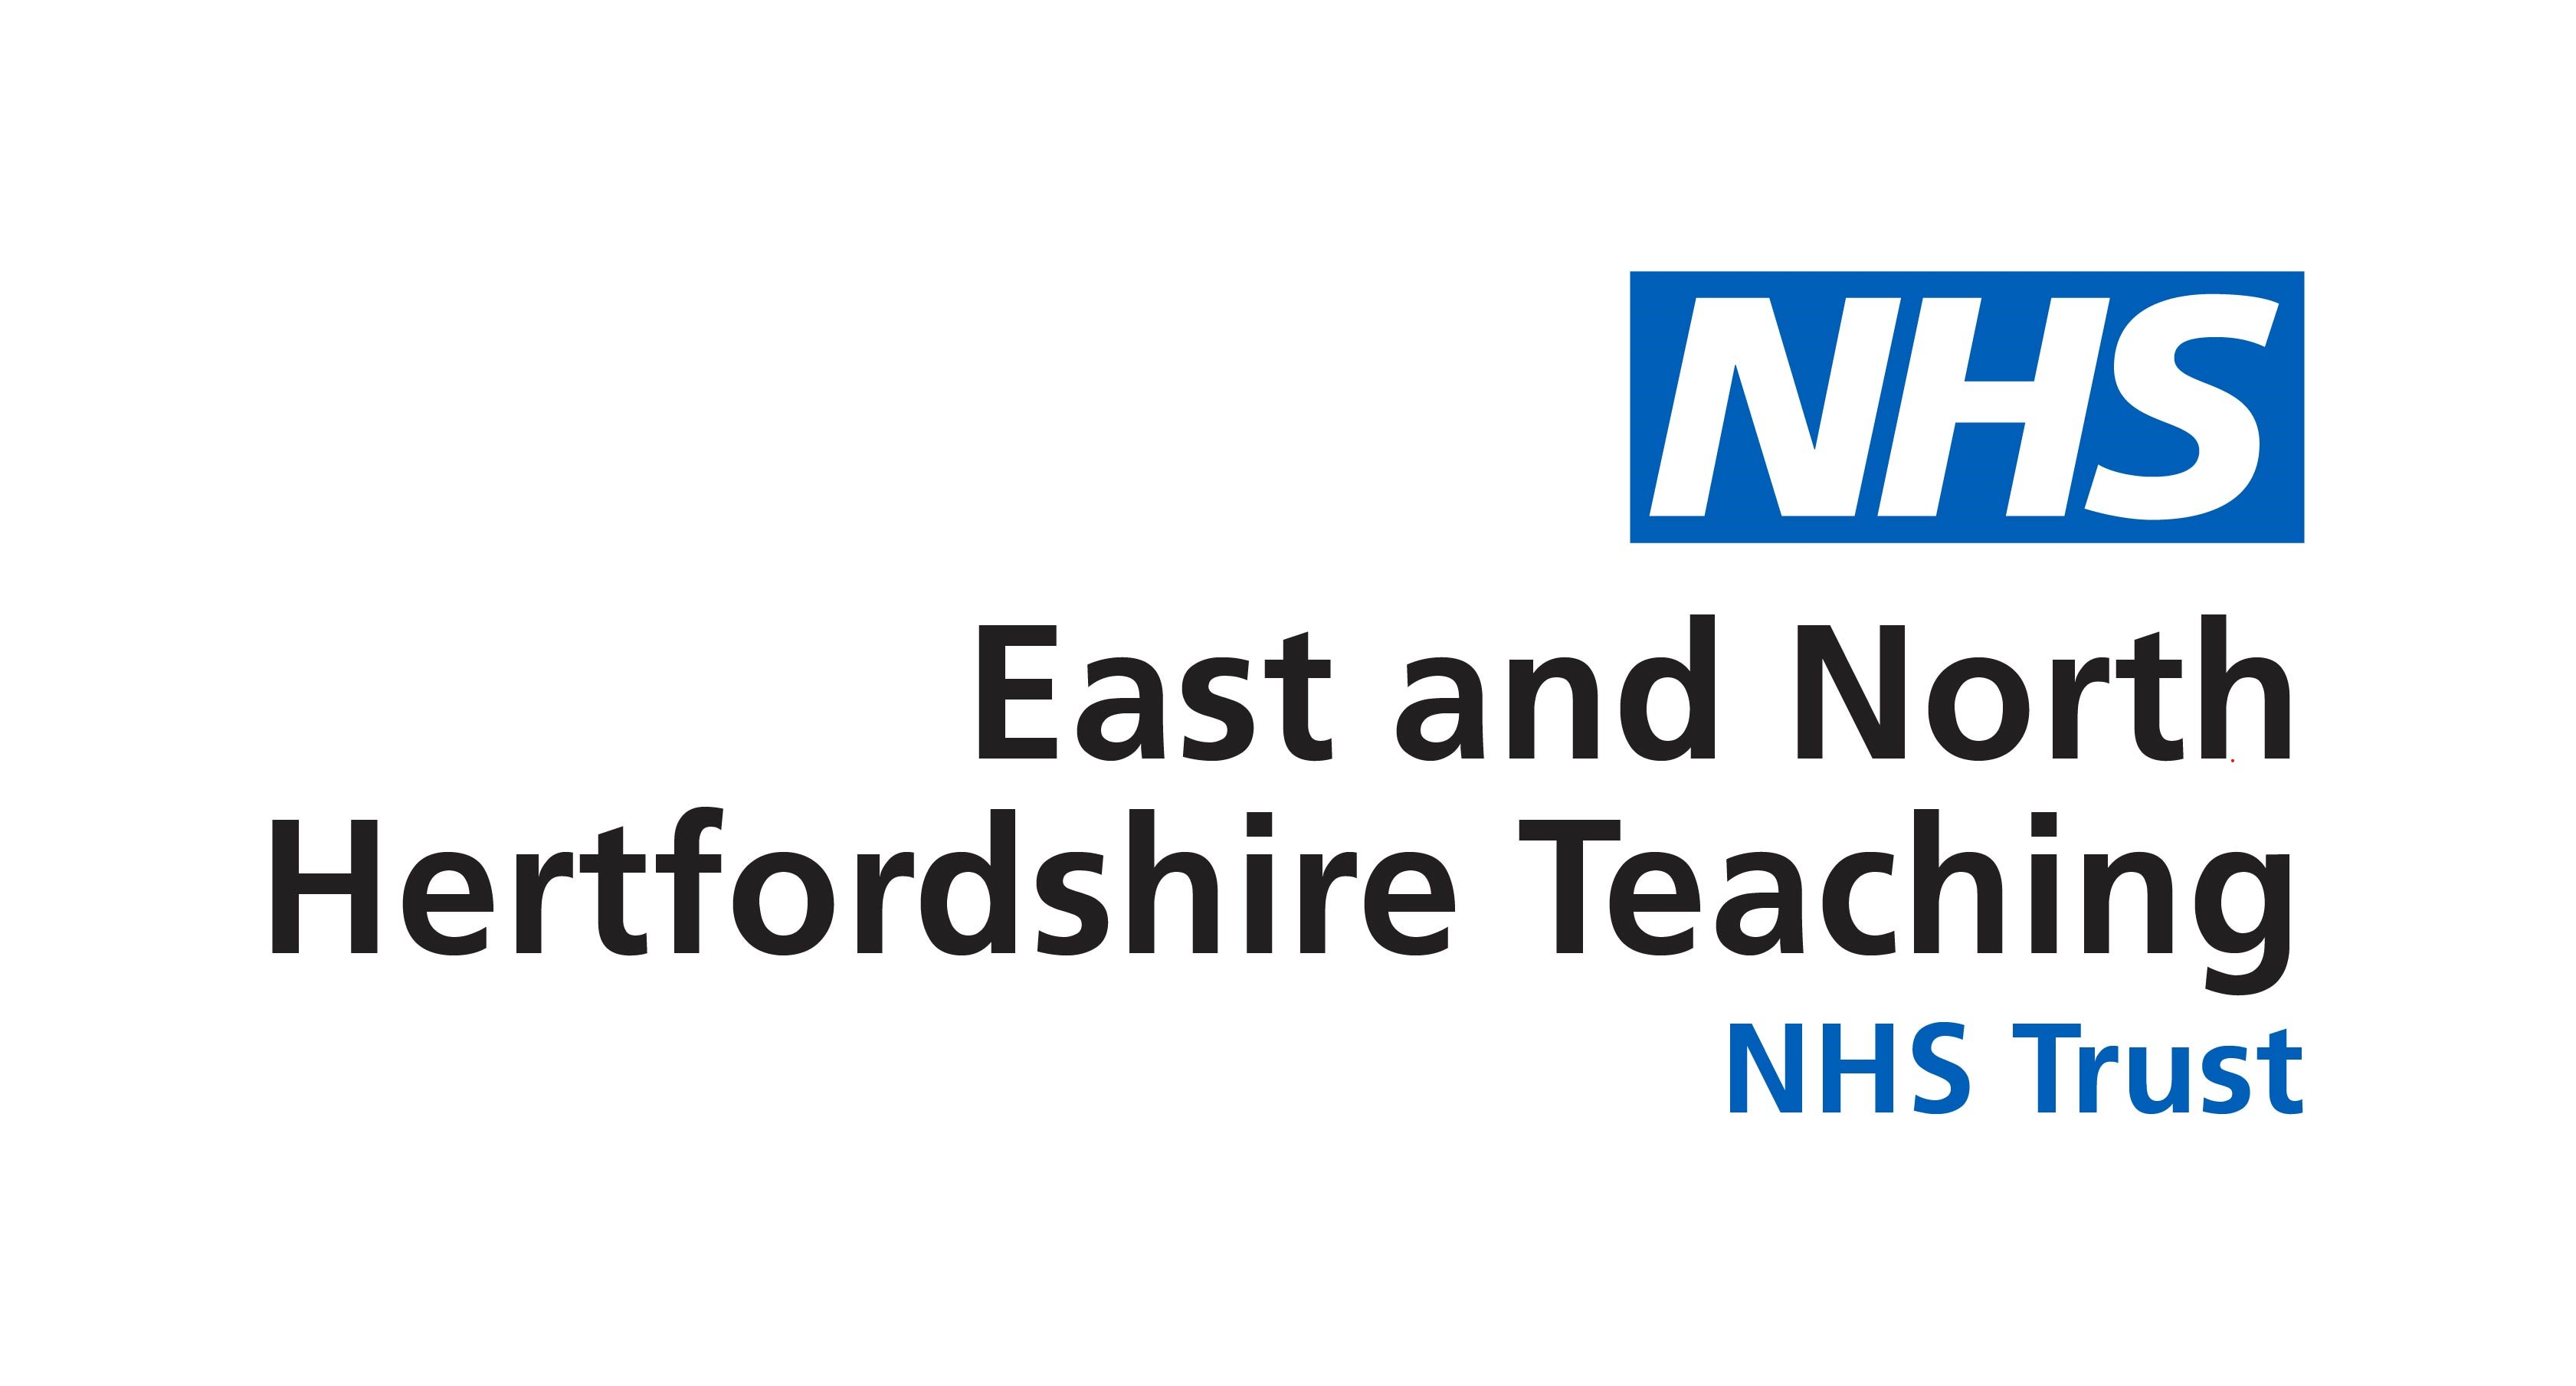 NHS
East and North
Hertfordshire Teaching
NHS Trust